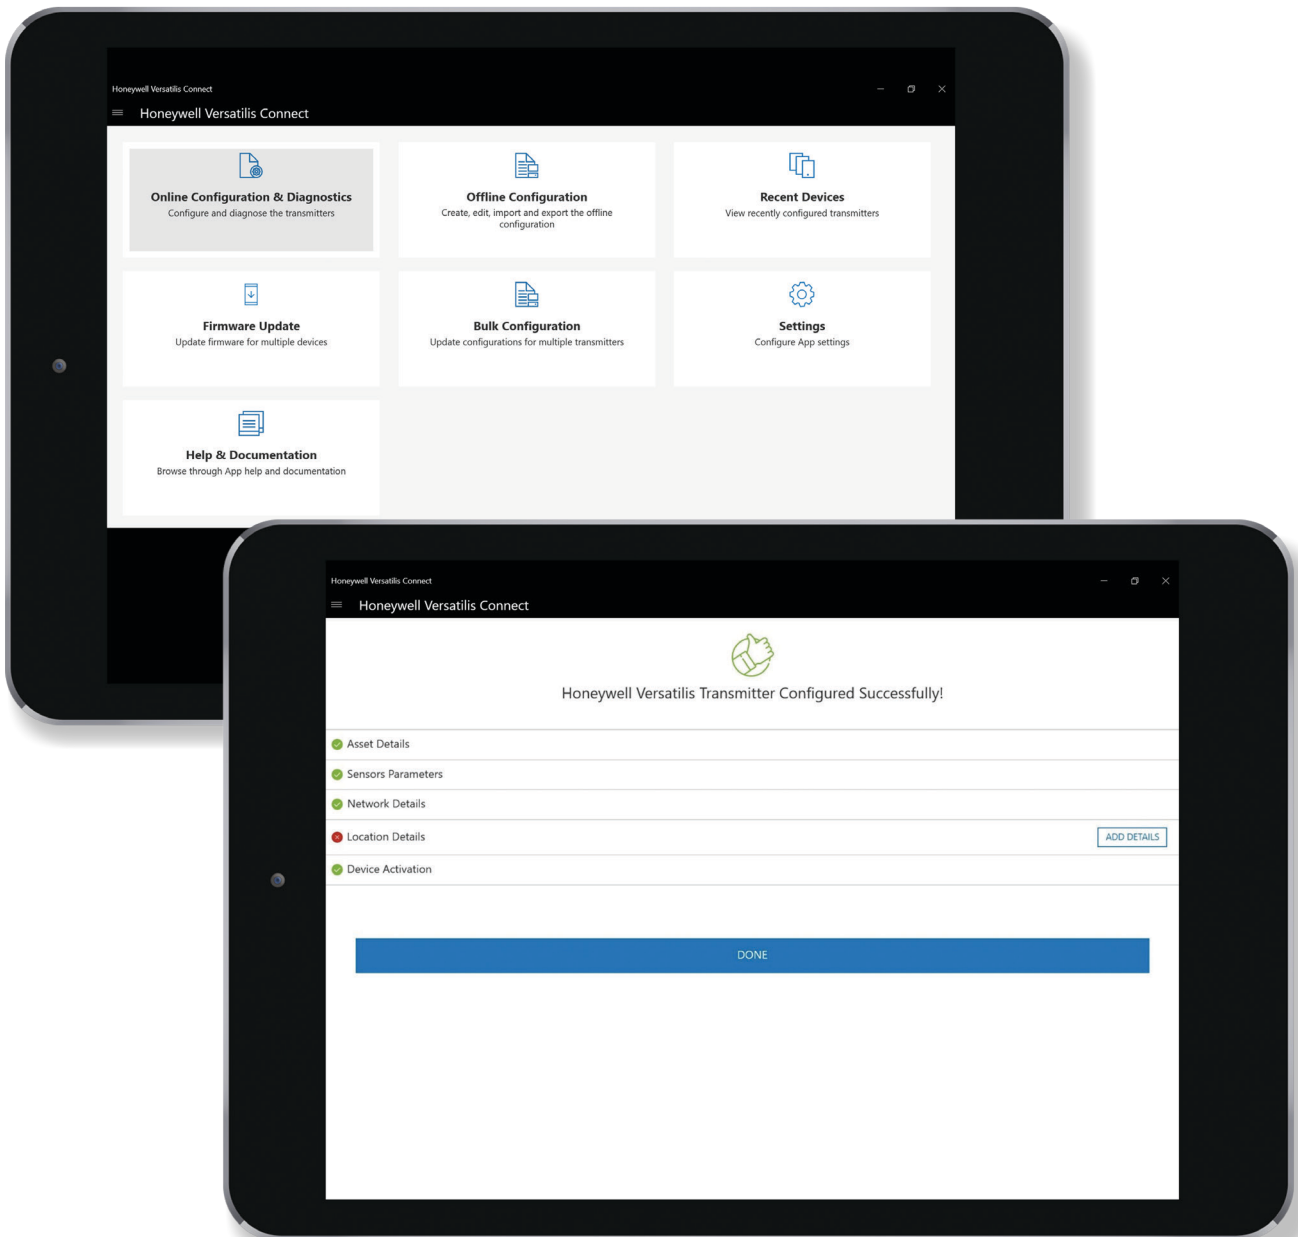 Honeywell Versatilis Connect
Honeywell Versatilis Connect
Online Configuration & Diagnostics
Configure and diagnose the transmitters
Offline Configuration
Create, edit, import and export the offline
configuration
Recent Devices
View recently configured transmitters
Firmware Update
Update firmware for multiple devices
Bulk Configuration
Update configurations for multiple transmitters
Settings
Configure App settings
Help & Documentation
Browse through App help and documentation
Honeywell Versatilis Connect
Honeywell Versatilis Connect
Honeywell Versatilis Transmitter Configured Successfully!
Asset Details
Sensors Parameters
Network Details
Location Details
ADD DETAILS
Device Activation
DONE